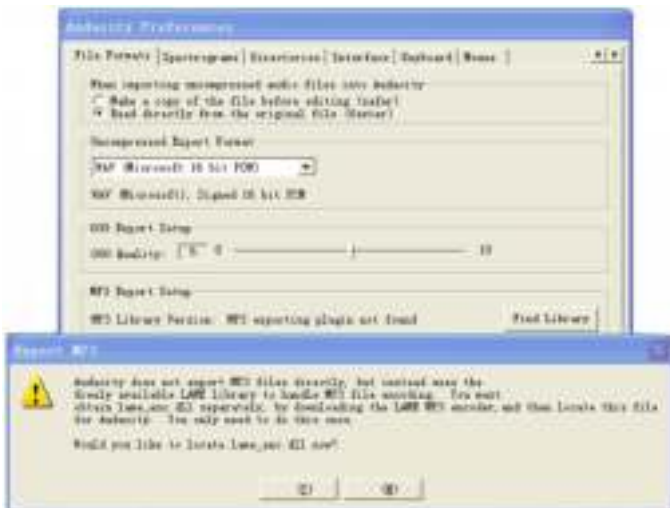 Audacity Preferences
File Formats Spectrograms Directories Interface Keyboard Mouse
When importing uncompressed audio files into Audacity
Make a copy of the file before editing (safer)
Read directly from the original file (faster)
Uncompressed Export Format
WAV (Microsoft 16 bit PCM)
WAV (Microsoft), Signed 16 bit PCM
OGG Export Setup
OGG Quality: 5 0 10
MP3 Export Setup
MP3 Library Version: MP3 exporting plugin not found Find Library
Export MP3
Audacity does not export MP3 files directly, but instead uses the
freely available LAME library to handle MP3 file encoding. You must
obtain lame_enc.dll separately, by downloading the LAME MP3 encoder, and then locate this file
for Audacity. You only need to do this once.
Would you like to locate lame_enc.dll now?